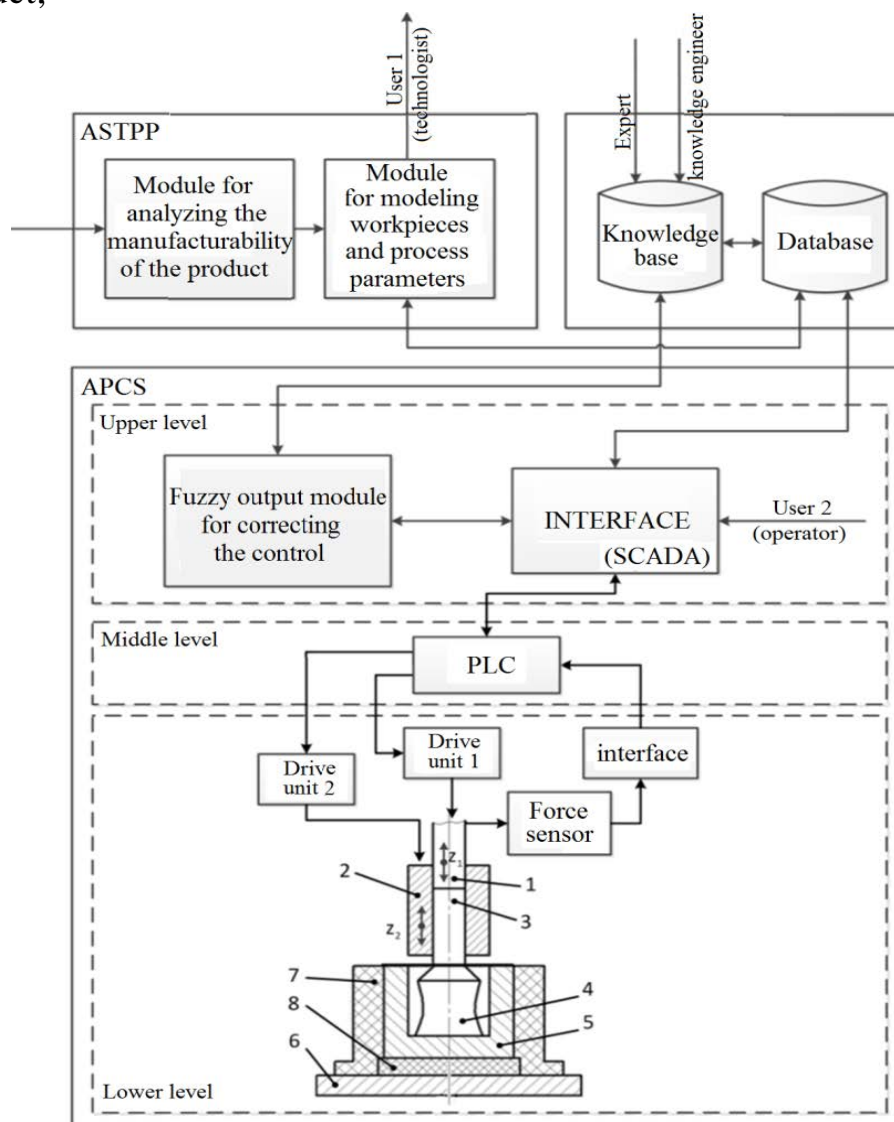 User 1
(technologist)
Expert
knowledge engineer
ASTPP
Module for
analyzing the
manufacturability
of the product
Module
for modeling
workpieces
and process
parameters
Knowledge
base
Database
APCS
Upper level
Fuzzy output module
for correcting
the control
INTERFACE
(SCADA)
User 2
(operator)
Middle level
PLC
Drive
unit 2
Drive
unit 1
interface
Force
sensor
z1
z2
2
1
3
7
8
6
4
5
Lower level